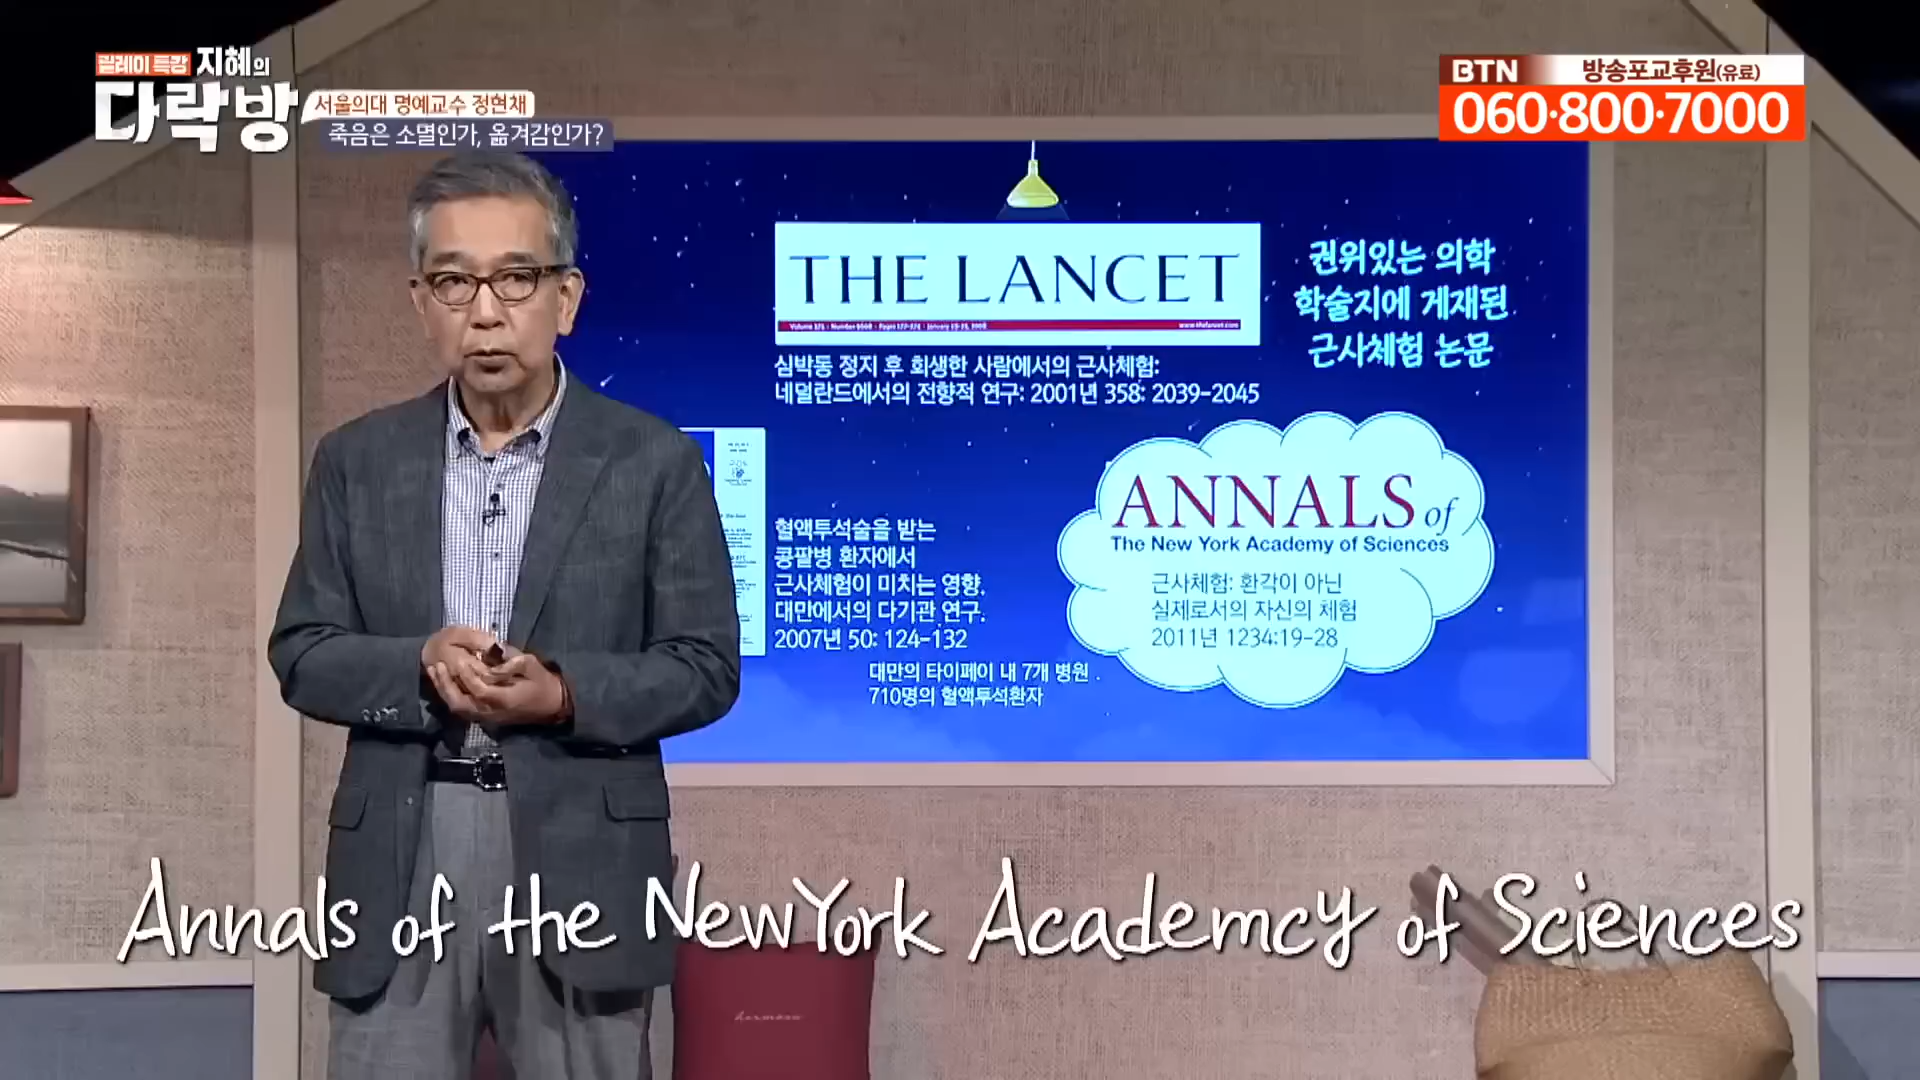 릴레이 특강 지혜의
다락방
서울의대 명예교수 정현채
죽음은 소멸인가, 옮겨감인가?
BTN 방송포교후원(유료)
060·800·7000
THE LANCET
www.thelancet.com
권위있는 의학
학술지에 게재된
근사체험 논문
심박동 정지 후 회생한 사람에서의 근사체험:
네덜란드에서의 전향적 연구: 2001년 358: 2039-2045
혈액투석술을 받는
콩팥병 환자에서
근사체험이 미치는 영향.
대만에서의 다기관 연구.
2007년 50: 124-132
대만의 타이페이 내 7개 병원
710명의 혈액투석환자
ANNALS of
The New York Academy of Sciences
근사체험: 환각이 아닌
실제로서의 자신의 체험
2011년 1234:19-28
Annals of the New York Academcy of Sciences